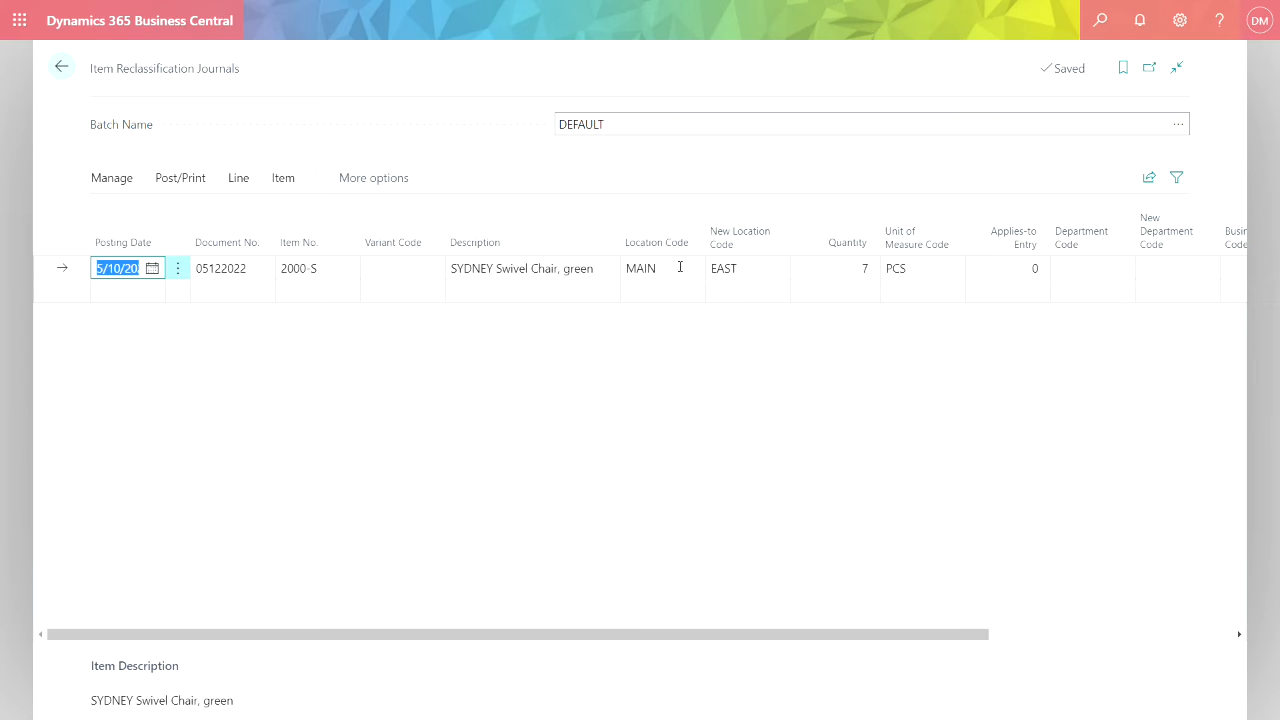 Dynamics 365 Business Central
DM
Item Reclassification Journals
Saved
Batch Name
DEFAULT
Manage Post/Print Line Item More options
Posting Date
Document No.
Item No.
Variant Code
Description
Location Code
New Location
Code
Quantity
Unit of
Measure Code
Applies-to
Entry
Department
Code
New
Department
Code
Busin
Code
5/10/20 05122022 2000-S SYDNEY Swivel Chair, green MAIN EAST 7 PCS 0
Item Description
SYDNEY Swivel Chair, green